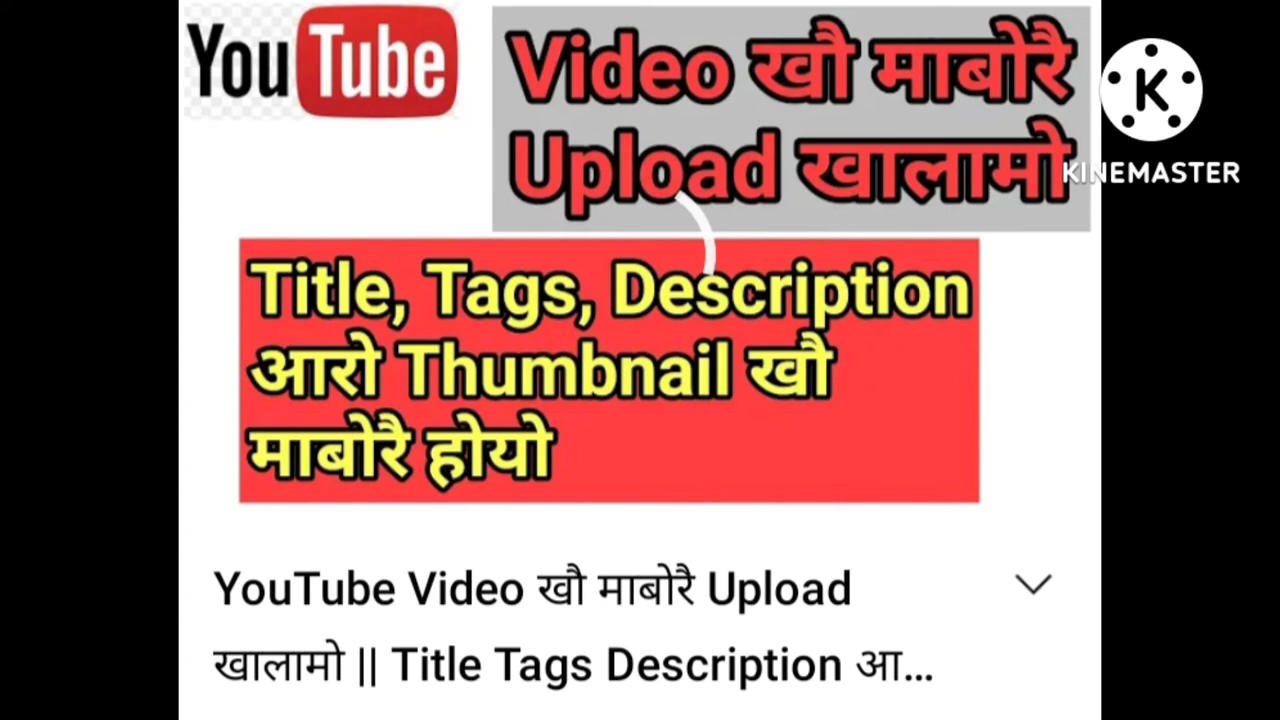 YouTube
Video खौ माबोरै
Upload खालामो
K
KINEMASTER
Title, Tags, Description
आरो Thumbnail खौ
माबोरै होयो
YouTube Video खौ माबोरै Upload
खालामो || Title Tags Description आ...